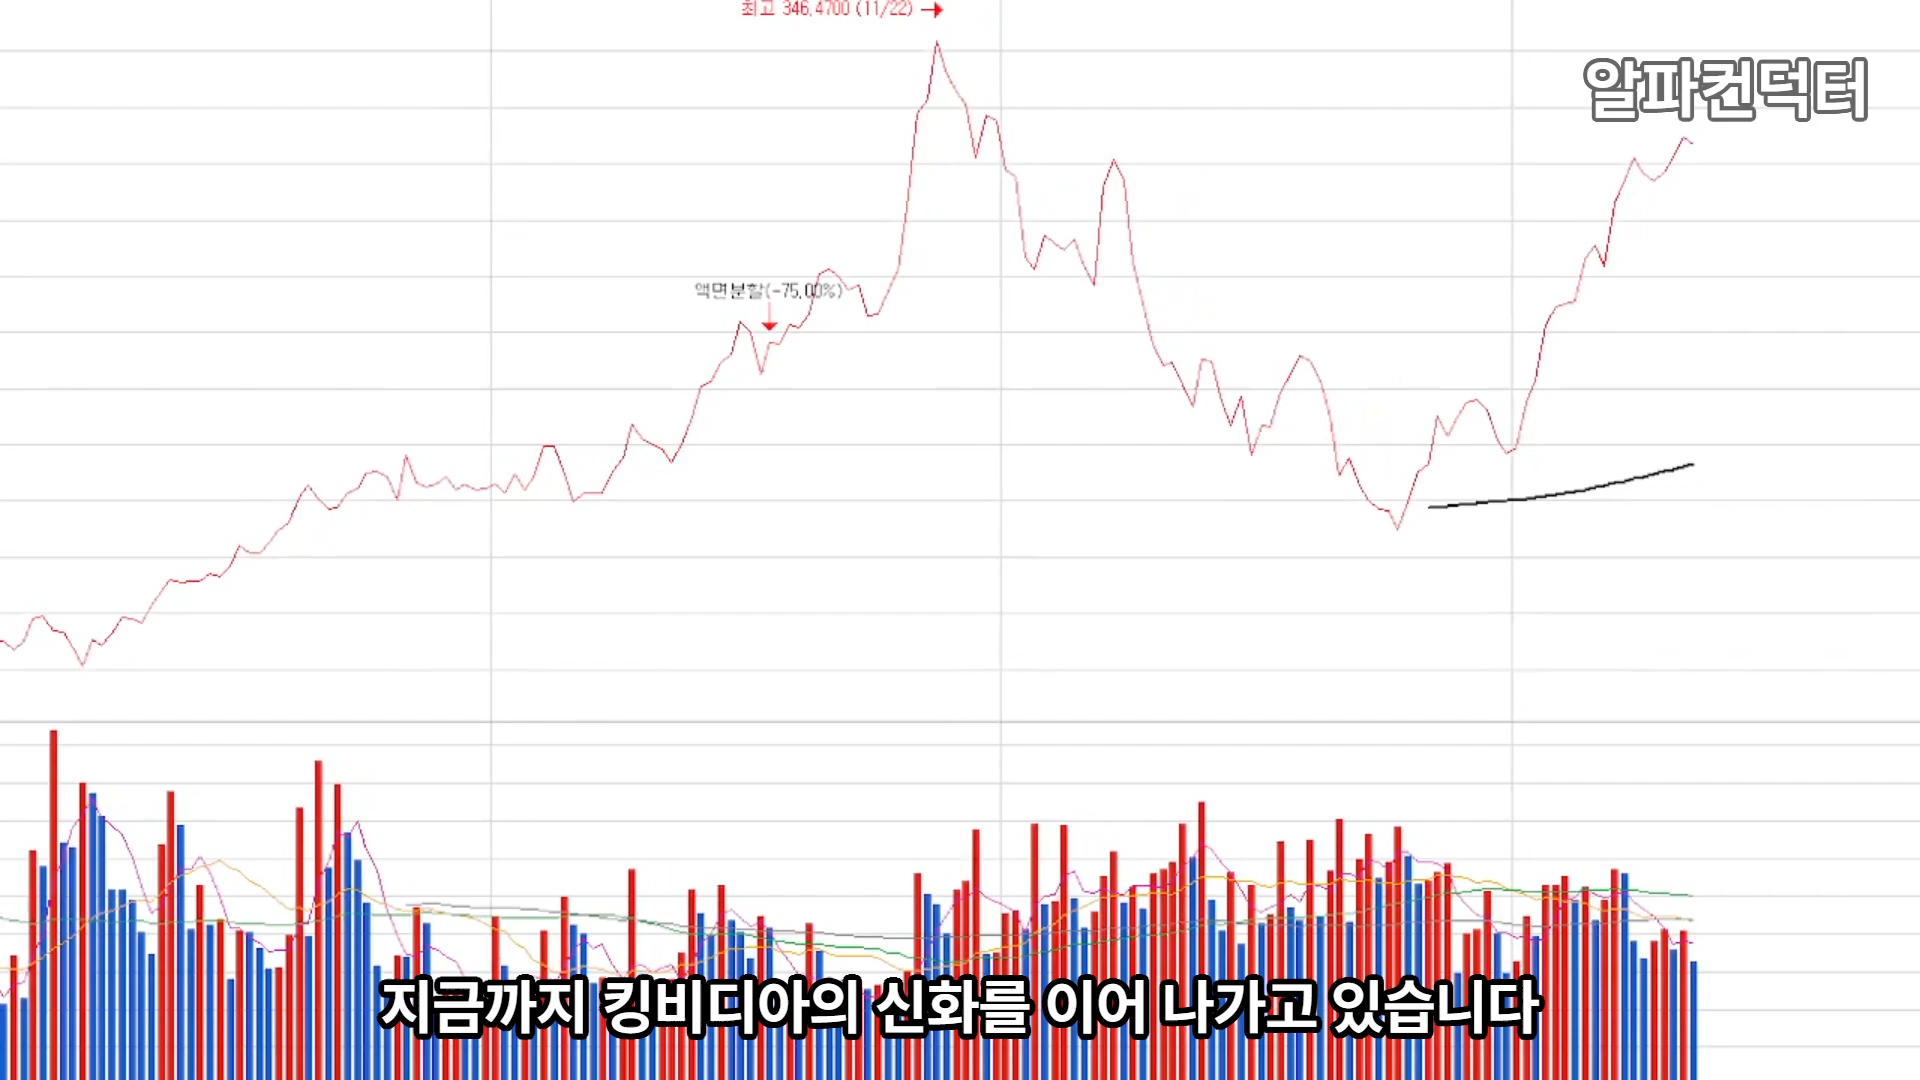 최고 346,4700 (11/22) →
알파컨덕터
액면분할(-75,00%)
지금까지 킹비디아의 신화를 이어 나가고 있습니다